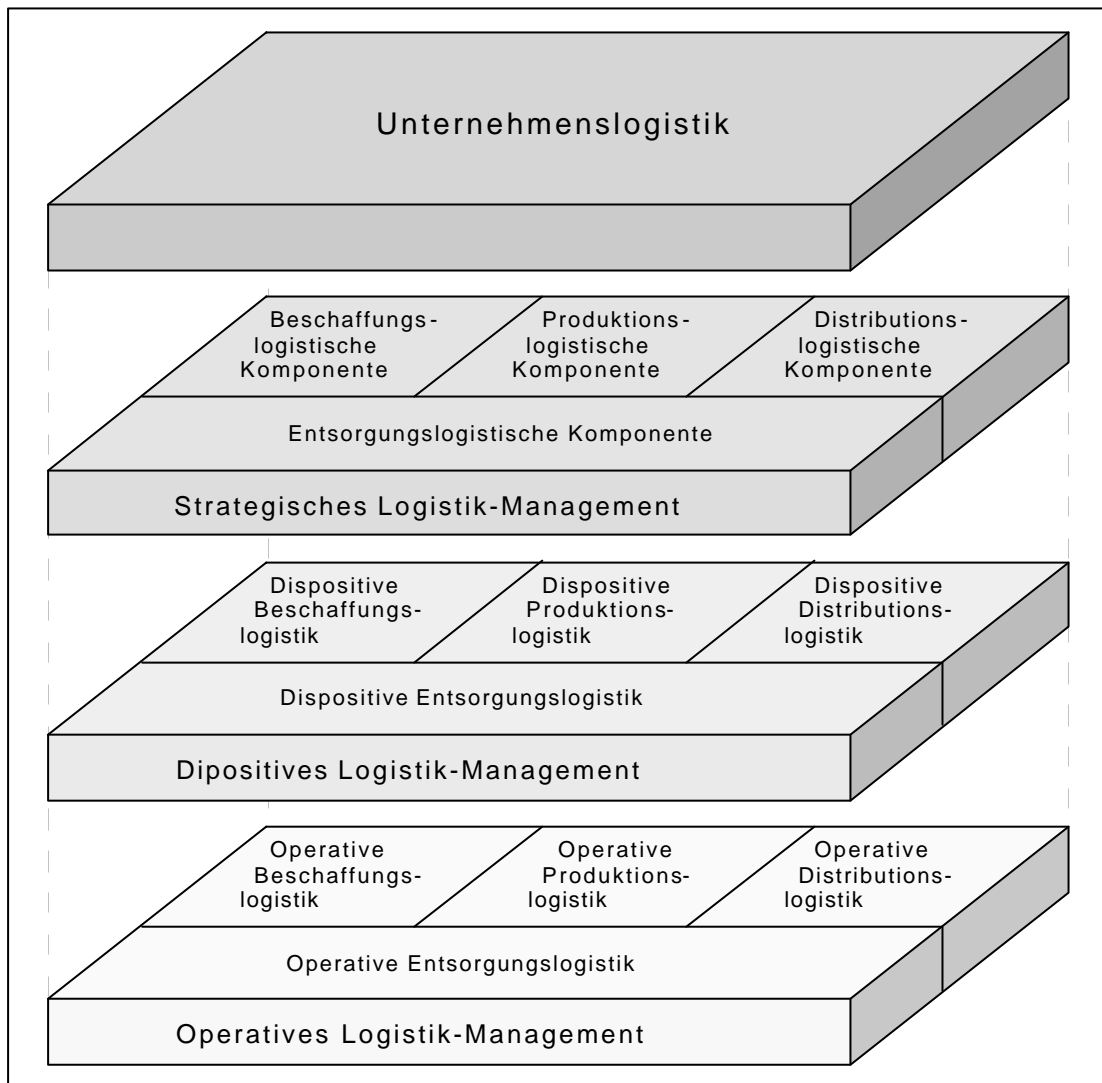 Unternehmenslogistik
Beschaffungs-
logistische
Komponente
Produktions-
logistische
Komponente
Distributions-
logistische
Komponente
Entsorgungslogistische Komponente
Strategisches Logistik-Management
Dispositive
Beschaffungs-
logistik
Dispositive
Produktions-
logistik
Dispositive
Distributions-
logistik
Dispositive Entsorgungslogistik
Dipositives Logistik-Management
Operative
Beschaffungs-
logistik
Operative
Produktions-
logistik
Operative
Distributions-
logistik
Operative Entsorgungslogistik
Operatives Logistik-Management